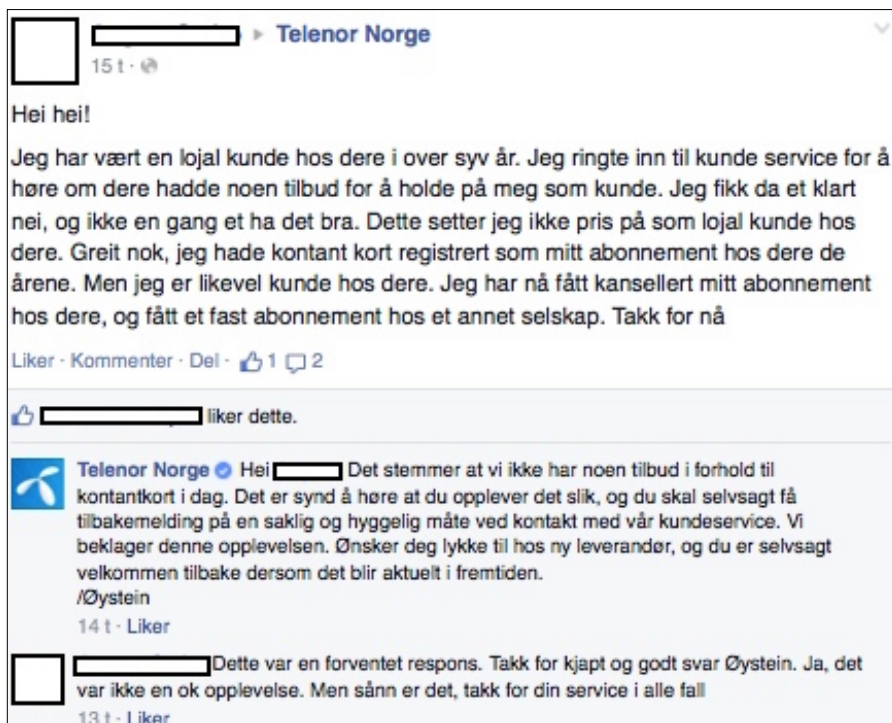 Telenor Norge
15 t ·
Hei hei!
Jeg har vært en lojal kunde hos dere i over syv år. Jeg ringte inn til kunde service for å
høre om dere hadde noen tilbud for å holde på meg som kunde. Jeg fikk da et klart
nei, og ikke en gang et ha det bra. Dette setter jeg ikke pris på som lojal kunde hos
dere. Greit nok, jeg hade kontant kort registrert som mitt abonnement hos dere de
årene. Men jeg er likevel kunde hos dere. Jeg har nå fått kansellert mitt abonnement
hos dere, og fått et fast abonnement hos et annet selskap. Takk for nå
Liker · Kommenter · Del · 1 2
liker dette.
Telenor Norge Hei Det stemmer at vi ikke har noen tilbud i forhold til
kontantkort i dag. Det er synd å høre at du opplever det slik, og du skal selvsagt få
tilbakemelding på en saklig og hyggelig måte ved kontakt med vår kundeservice. Vi
beklager denne opplevelsen. Ønsker deg lykke til hos ny leverandør, og du er selvsagt
velkommen tilbake dersom det blir aktuelt i fremtiden.
/Øystein
14 t · Liker
Dette var en forventet respons. Takk for kjapt og godt svar Øystein. Ja, det
var ikke en ok opplevelse. Men sånn er det, takk for din service i alle fall
13 t · Liker